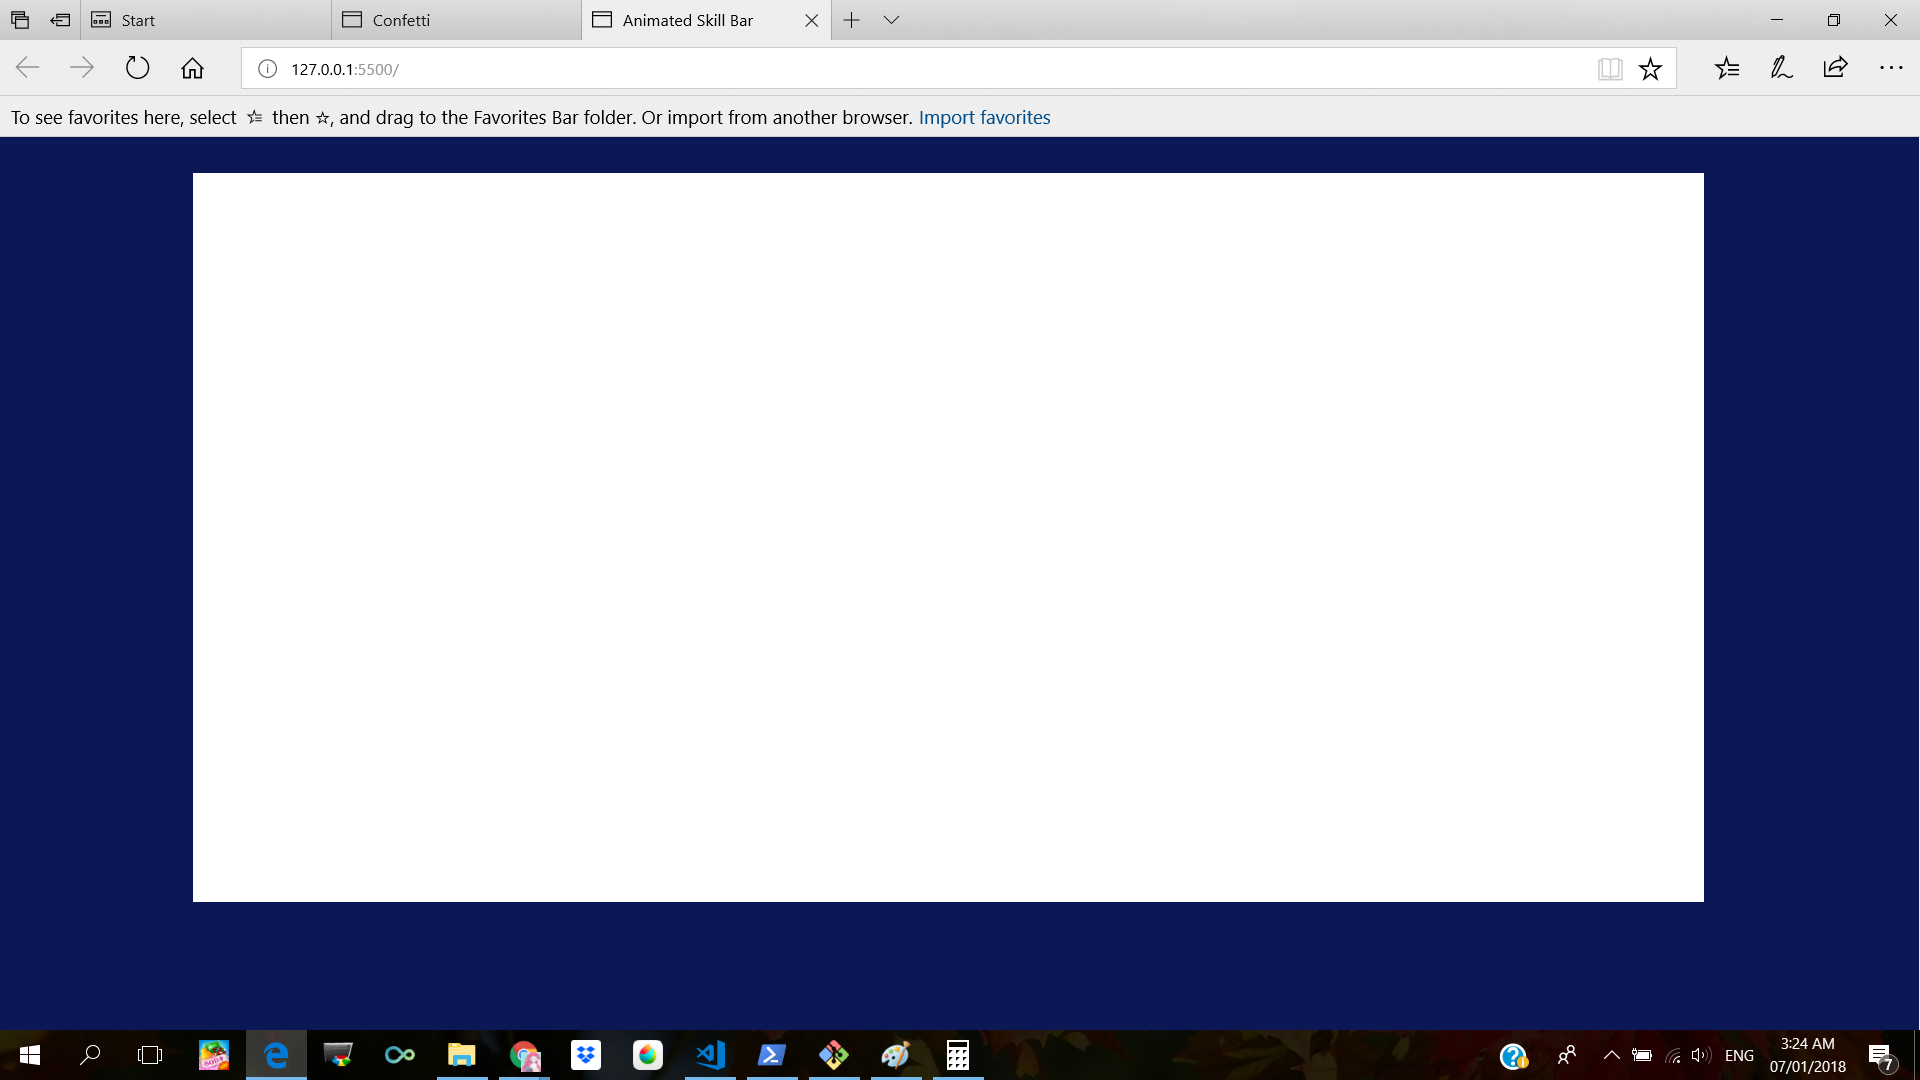 Start
Confetti
Animated Skill Bar
127.0.0.1:5500/
To see favorites here, select then , and drag to the Favorites Bar folder. Or import from another browser. Import favorites
SODA
ENG
3:24 AM
07/01/2018
7